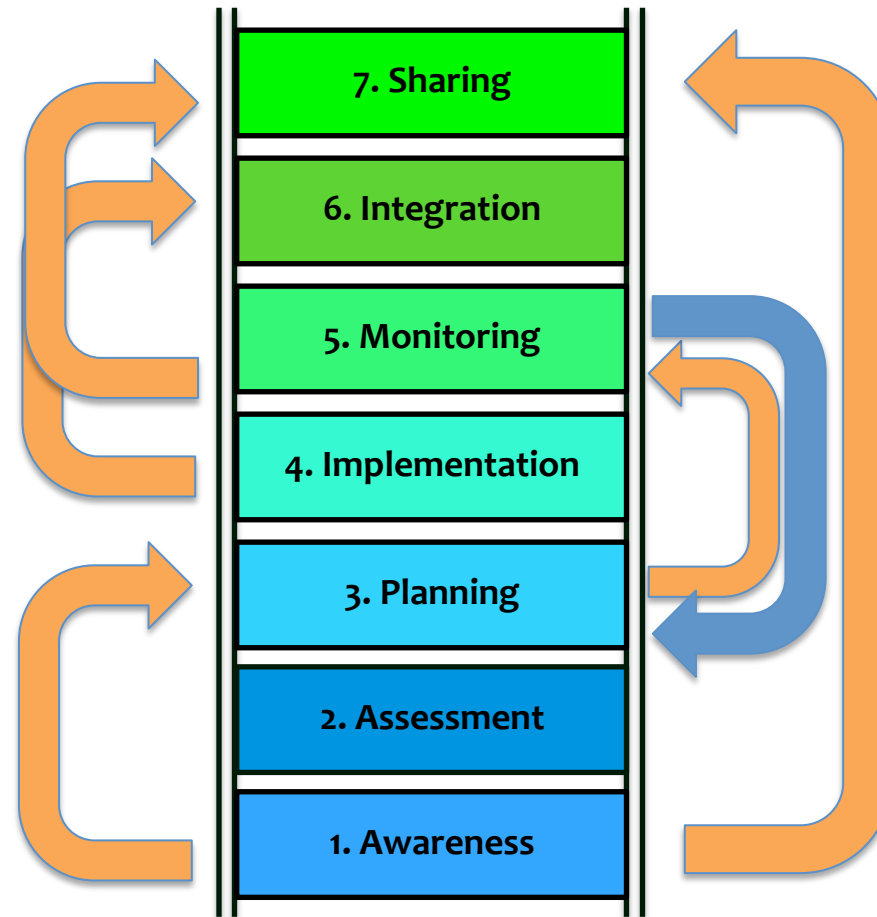 7. Sharing
6. Integration
5. Monitoring
4. Implementation
3. Planning
2. Assessment
1. Awareness